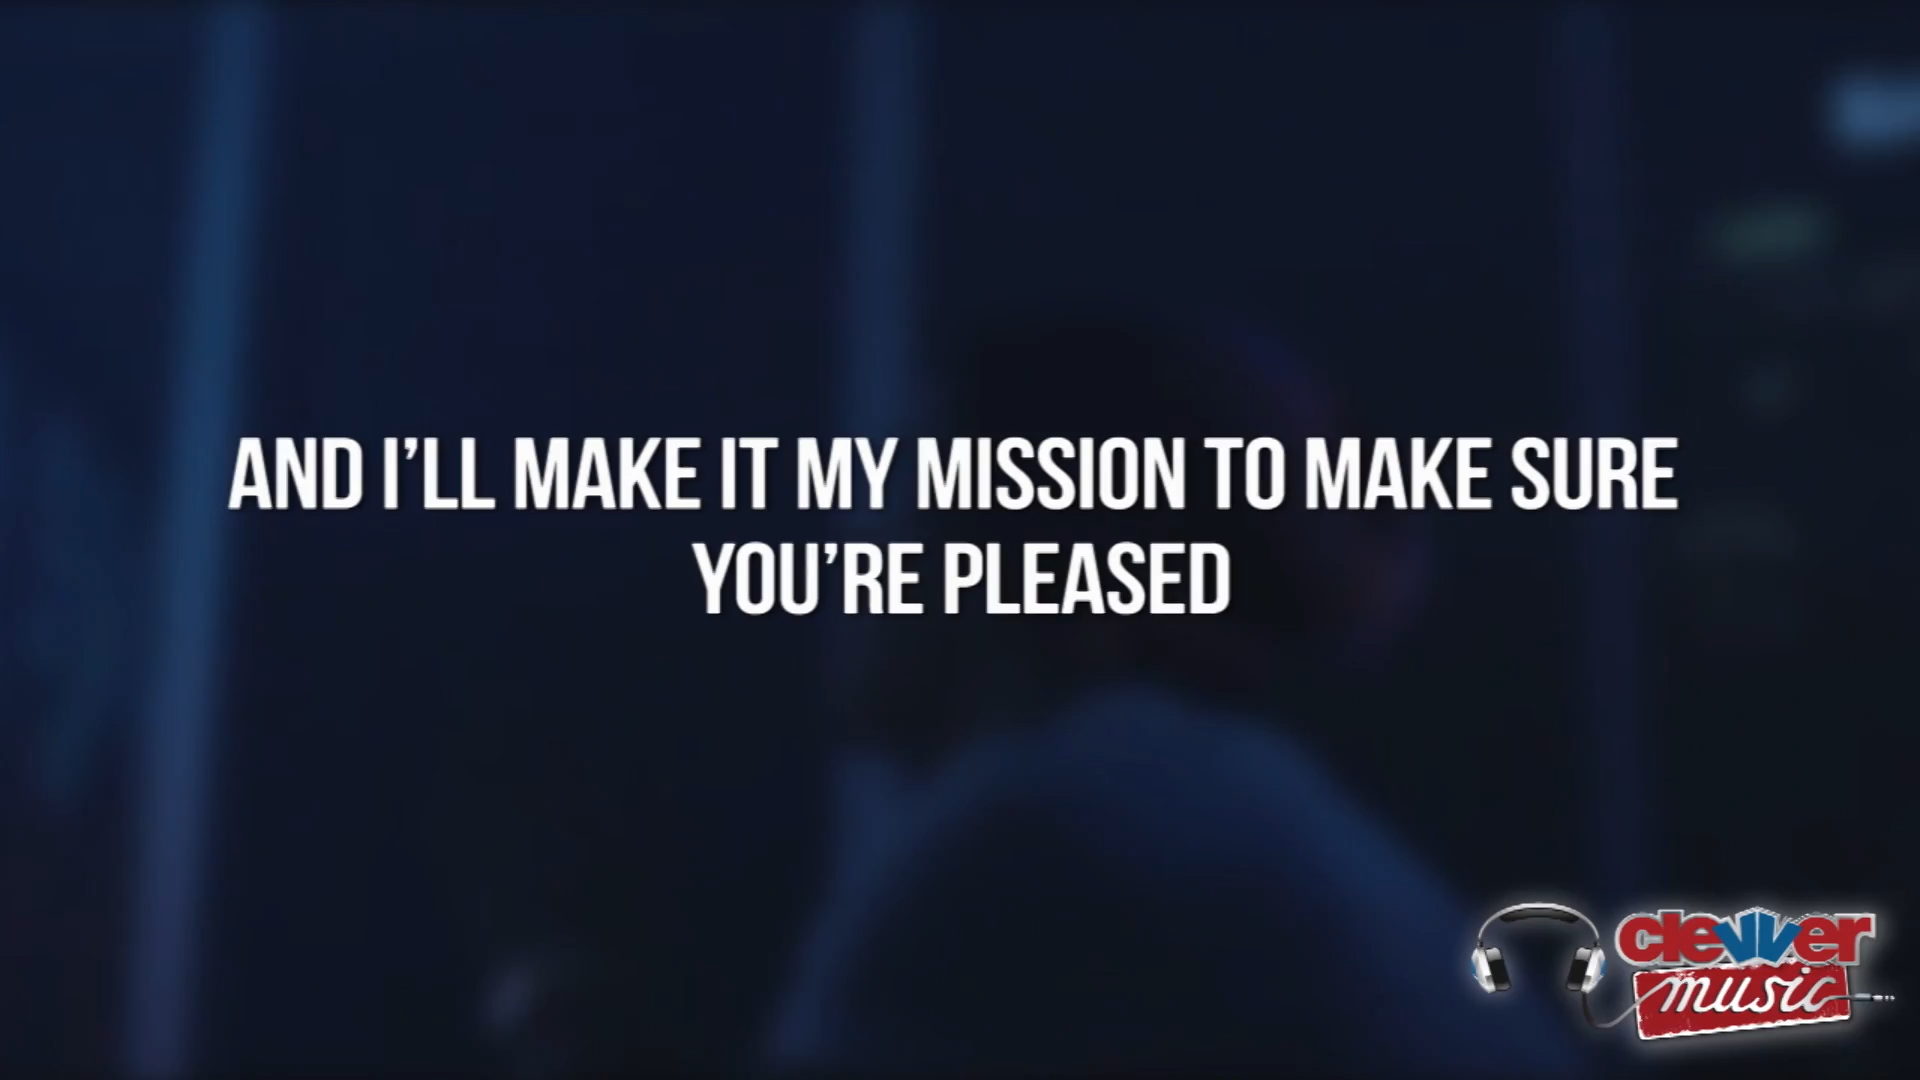 AND I’LL MAKE IT MY MISSION TO MAKE SURE
YOU’RE PLEASED
clevver
music